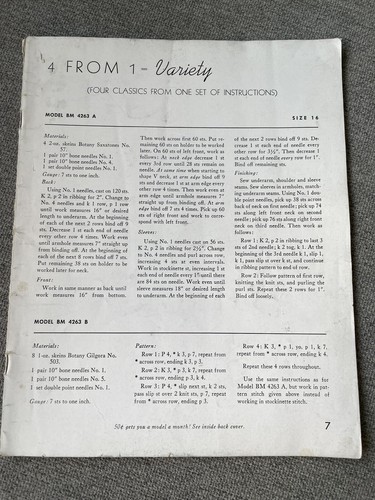 4 FROM 1 – Variety
(FOUR CLASSICS FROM ONE SET OF INSTRUCTIONS)
MODEL BM 4263 A
SIZE 16
Materials:
4 2-oz. skeins Botany Saxatones No.
57.
1 pair 10" bone needles No. 1.
1 pair 10" bone needles No. 4.
1 set double point needles No. 1.
Gauge: 7 sts to one inch.
Back:
Using No. 1 needles, cast on 120 sts.
K 2, p 2 in ribbing for 2". Change to
No. 4 needles and k 1 row, p 1 row
until work measures 16" or desired
length to underarm. At the beginning
of each of the next 2 rows bind off 9
sts. Decrease 1 st each end of needle
every other row 4 times. Work even
until armhole measures 7" straight up
from binding off. At the beginning of
each of the next 8 rows bind off 7 sts.
Put remaining 38 sts on holder to be
worked later for neck.
Front:
Work in same manner as back until
work measures 16" from bottom.
Then work across first 60 sts. Put re-
maining 60 sts on holder to be worked
later. On 60 sts of left front, work as
follows: At neck edge decrease 1 st
every 3rd row until 28 sts remain on
needle. At same time when starting to
shape V neck, at arm edge bind off 9
sts and decrease 1 st at arm edge every
other row 4 times. Then work even at
arm edge until armhole measures 7"
straight up from binding off. At arm
edge bind off 7 sts 4 times. Pick up 60
sts of right front and work to corre-
spond with left front.
Sleeves:
Using No. 1 needles cast on 56 sts.
K 2, p 2 in ribbing for 2½". Change
to No. 4 needles and purl across row,
increasing 4 sts at even intervals.
Work in stockinette st, increasing 1 st
each end of needle every 1½ until there
are 84 sts on needle. Work even until
sleeve measures 18" or desired length
to underarm. At the beginning of each
of the next 2 rows bind off 9 sts. De-
crease 1 st each end of needle every
other row for 3½". Then decrease 1
st each end of needle every row for 1".
Bind off remaining sts.
Finishing:
Sew underarm, shoulder and sleeve
seams. Sew sleeves in armholes, match-
ing underarm seams. Using No. 1 dou-
ble point needles, pick up 38 sts across
back of neck on first needle; pick up 74
sts along left front neck on second
needle; pick up 76 sts along right front
neck on third needle. Then work as
follows:
Row 1: K 2, p 2 in ribbing to last 2
sts of 2nd needle; k 2 tog, k 1. At the
beginning of the 3rd needle k 1, slip 1,
k 1, pass slip st over k 1, and continue
in ribbing pattern to end of row.
Row 2: Follow pattern of first row,
knitting the knit sts, and purling the
purl sts. Repeat these 2 rows for 1".
Bind off loosely.
MODEL BM 4263 B
8 1-oz. skeins Botany Gilgora No.
503.
1 pair 10" bone needles No. 1.
1 pair 10" bone needles No. 5.
1 set double point needles No. 1.
Gauge: 7 sts to one inch.
Pattern:
Row 1: P 4, * k 3, p 7, repeat from
* across row, ending k 3, p 3.
Row 2: K 3, * p 3, k 7, repeat from
* across row, ending p 3, k 4.
Row 3: P 4, * slip next st, k 2 sts,
pass slip st over 2 knit sts, p 7, repeat
from * across row, ending p 3.
Row 4: K 3, * p 1, yo, p 1, k 7,
repeat from * across row, ending k 4.
Repeat these 4 rows throughout.
Use the same instructions as for
Model BM 4263 A, but work in pat-
tern stitch given above instead of
working in stockinette stitch.
50¢ gets you a model a month! See inside back cover.
7